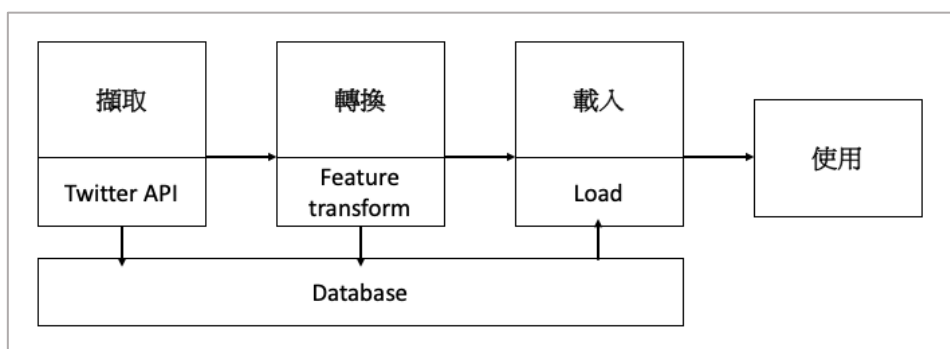 擷取
Twitter API
轉換
Feature
transform
載入
Load
使用
Database